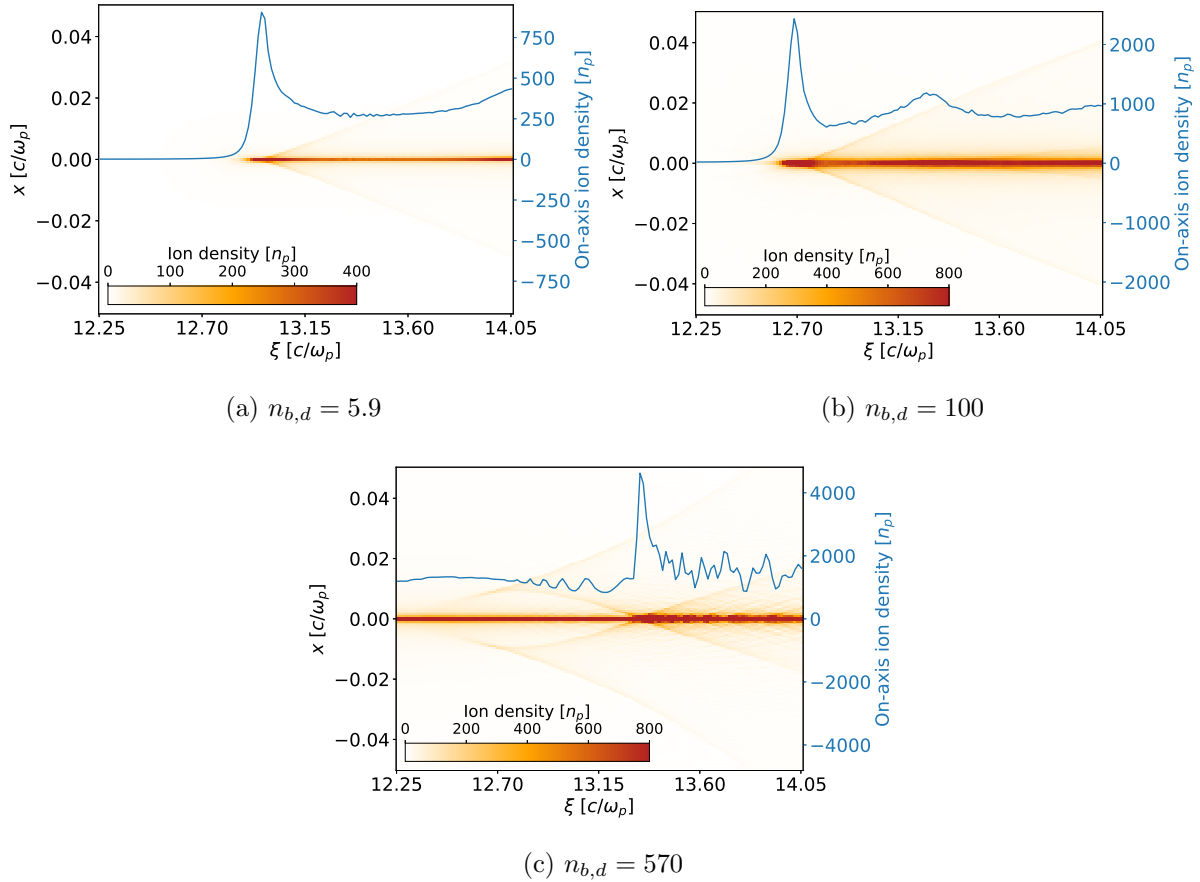 0.04
0.02
0.00
−0.02
−0.04
x [c/ωp]
750
500
250
0
−250
−500
−750
On-axis ion density [np]
Ion density [np]
0 100 200 300 400
12.25 12.70 13.15 13.60 14.05
ξ [c/ωp]
(a) nb,d = 5.9
0.04
0.02
0.00
−0.02
−0.04
x [c/ωp]
2000
1000
0
−1000
−2000
On-axis ion density [np]
Ion density [np]
0 200 400 600 800
12.25 12.70 13.15 13.60 14.05
ξ [c/ωp]
(b) nb,d = 100
0.04
0.02
0.00
−0.02
−0.04
x [c/ωp]
4000
2000
0
−2000
−4000
On-axis ion density [np]
Ion density [np]
0 200 400 600 800
12.25 12.70 13.15 13.60 14.05
ξ [c/ωp]
(c) nb,d = 570